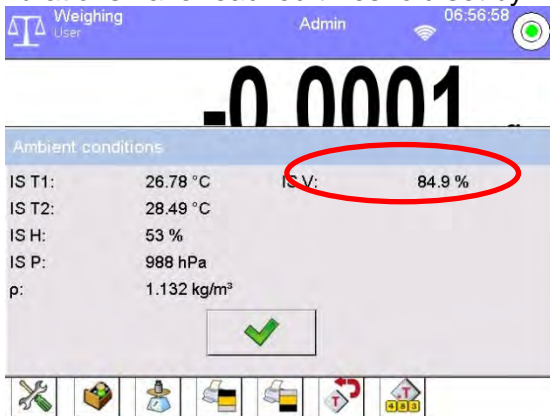 Weighing
User
Admin
06:56:58
-0.0001
Ambient conditions
IS T1: 26.78 °C IS V: 84.9 %
IS T2: 28.49 °C
IS H: 53 %
IS P: 988 hPa
ρ: 1.132 kg/m³
T
T